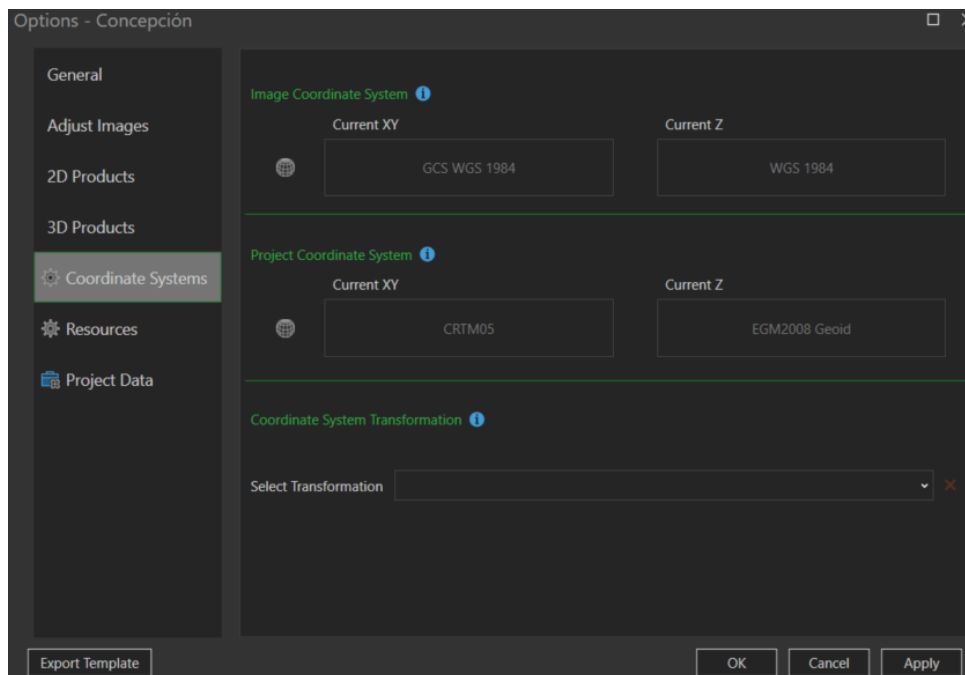 Options - Concepción
General
Adjust Images
2D Products
3D Products
Coordinate Systems
Resources
Project Data
Image Coordinate System
Current XY
Current Z
GCS WGS 1984
WGS 1984
Project Coordinate System
Current XY
Current Z
CRTM05
EGM2008 Geoid
Coordinate System Transformation
Select Transformation
Export Template
OK
Cancel
Apply